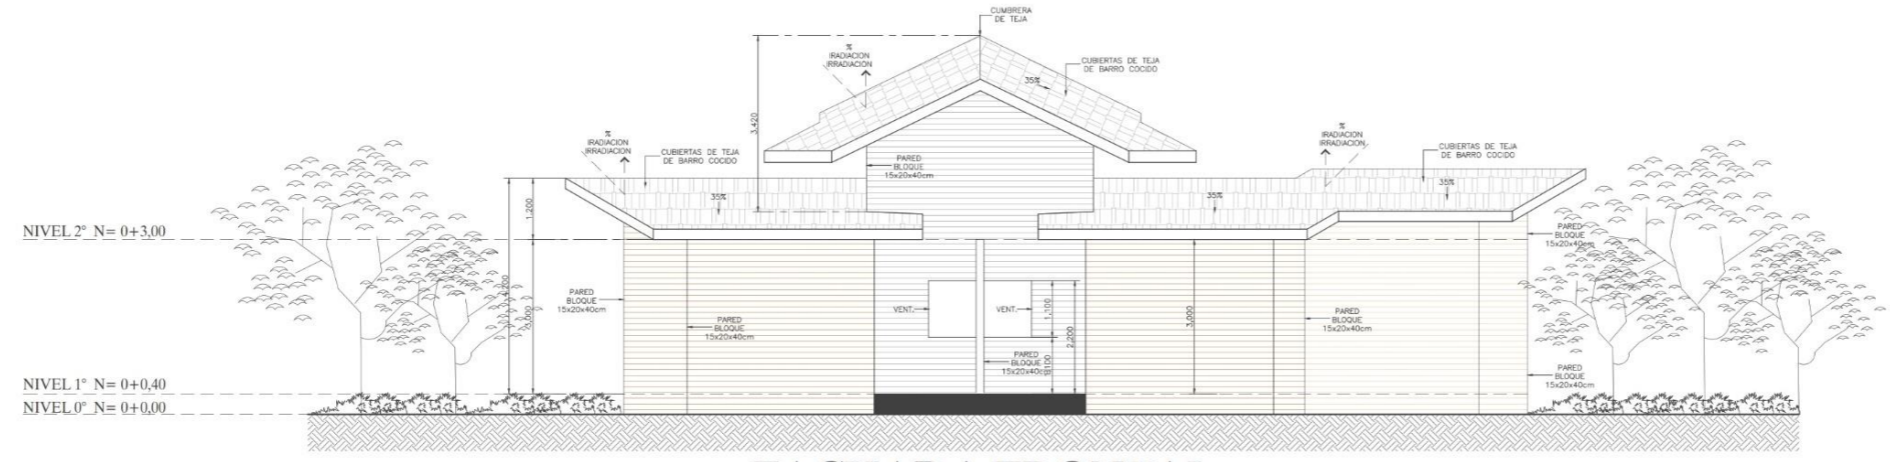 CUMBRERA
DE TEJA
%
IRADIACION
IRRADIACION
CUBIERTAS DE TEJA
DE BARRO COCIDO
35%
3,420
%
IRADIACION
IRRADIACION
CUBIERTAS DE TEJA
DE BARRO COCIDO
35%
PARED
BLOQUE
15x20x40cm
%
IRADIACION
IRRADIACION
CUBIERTAS DE TEJA
DE BARRO COCIDO
35%
35%
1,200
NIVEL 2° N= 0+3,00
PARED
BLOQUE
15x20x40cm
4,200
3,000
PARED
BLOQUE
15x20x40cm
PARED
BLOQUE
15x20x40cm
VENT.
VENT.
1,100
2,200
3,000
PARED
BLOQUE
15x20x40cm
PARED
BLOQUE
15x20x40cm
PARED
BLOQUE
15x20x40cm
NIVEL 1° N= 0+0,40
NIVEL 0° N= 0+0,00